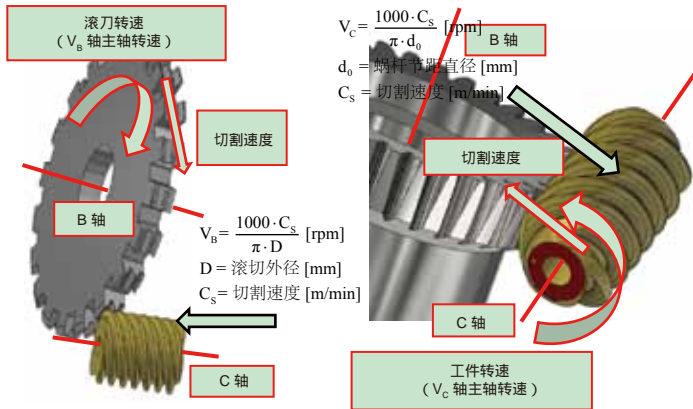 滚刀转速
（V_B 轴主轴转速）
切割速度
B 轴
V_B = 1000·C_S / π·D [rpm]
D = 滚切外径 [mm]
C_S = 切割速度 [m/min]
C 轴
V_C = 1000·C_S / π·d_0 [rpm]
d_0 = 蜗杆节距直径 [mm]
C_S = 切割速度 [m/min]
B 轴
切割速度
C 轴
工件转速
（V_C 轴主轴转速）